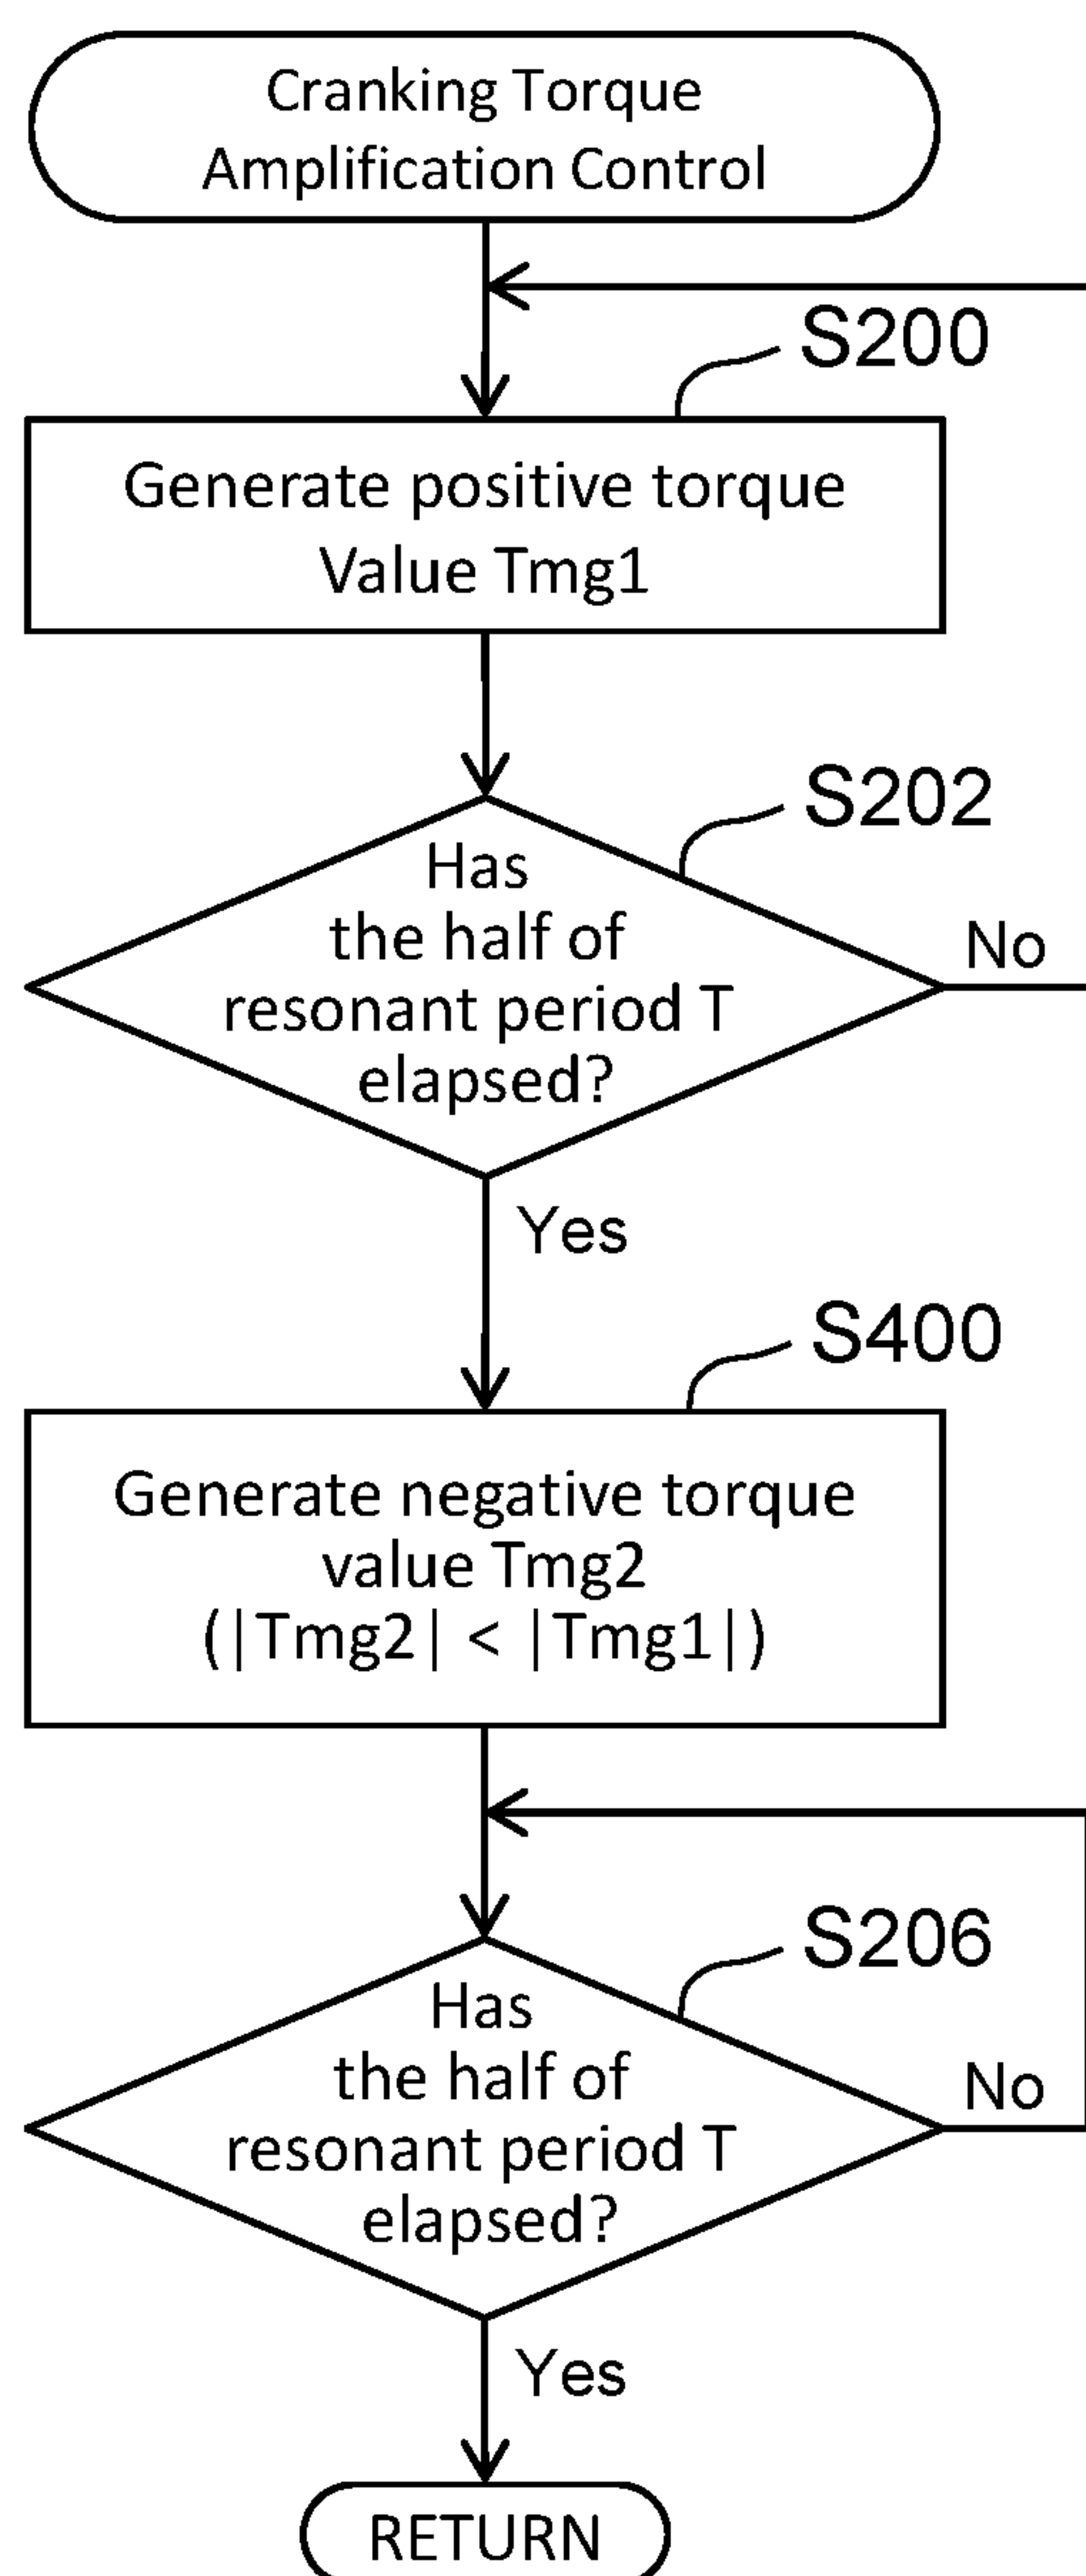 Cranking Torque
Amplification Control
S200
Generate positive torque
Value Tmg1
S202
Has
the half of
resonant period T
elapsed?
No
Yes
S400
Generate negative torque
value Tmg2
(|Tmg2| < |Tmg1|)
S206
Has
the half of
resonant period T
elapsed?
No
Yes
RETURN